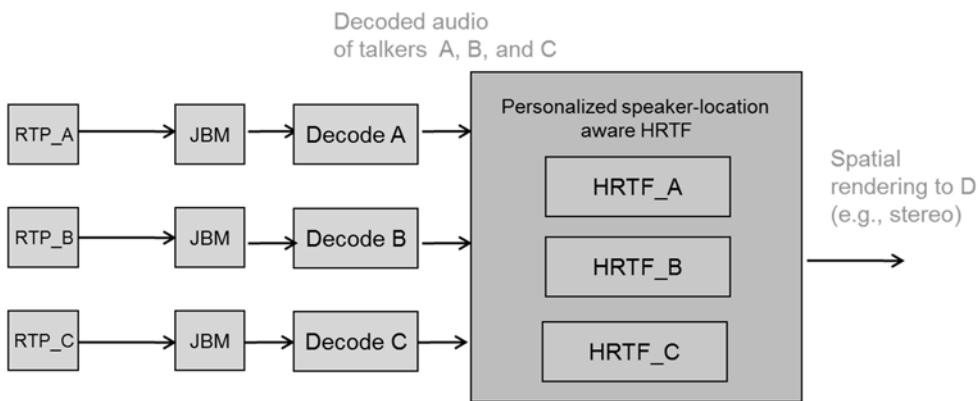 Decoded audio
of talkers A, B, and C
Personalized speaker-location
aware HRTF
RTP_A
JBM
Decode A
HRTF_A
Spatial
rendering to D
(e.g., stereo)
RTP_B
JBM
Decode B
HRTF_B
RTP_C
JBM
Decode C
HRTF_C